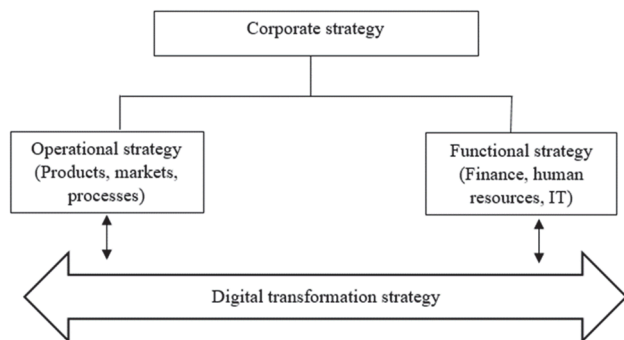 Corporate strategy
Operational strategy
(Products, markets,
processes)
Functional strategy
(Finance, human
resources, IT)
Digital transformation strategy